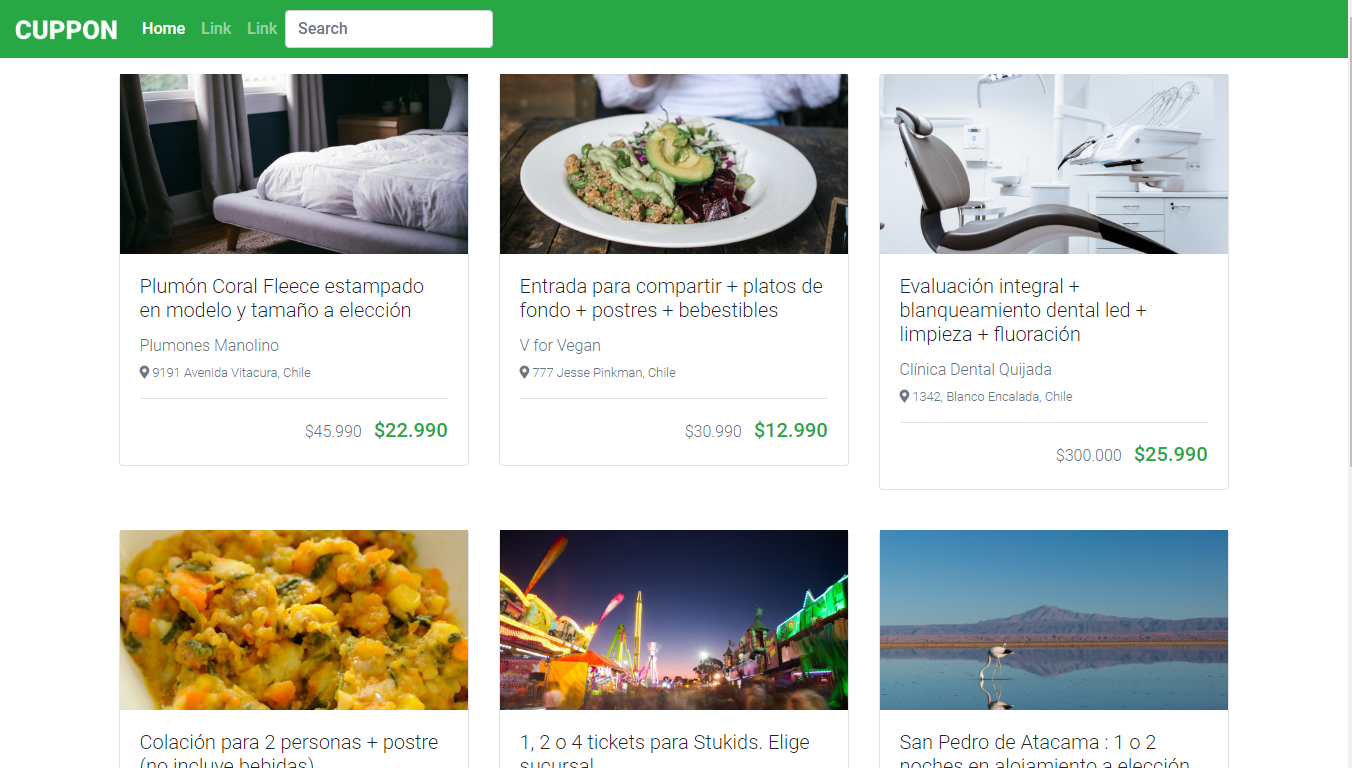 CUPPON Home Link Link Search
Plumón Coral Fleece estampado
en modelo y tamaño a elección
Plumones Manolino
9191 Avenida Vitacura, Chile
$45.990 $22.990
Entrada para compartir + platos de
fondo + postres + bebestibles
V for Vegan
777 Jesse Pinkman, Chile
$30.990 $12.990
Evaluación integral +
blanqueamiento dental led +
limpieza + fluoración
Clínica Dental Quijada
1342, Blanco Encalada, Chile
$300.000 $25.990
Colación para 2 personas + postre
(no incluye bebidas)
1, 2 o 4 tickets para Stukids. Elige
sucursal
San Pedro de Atacama : 1 o 2
noches en alojamiento a elección